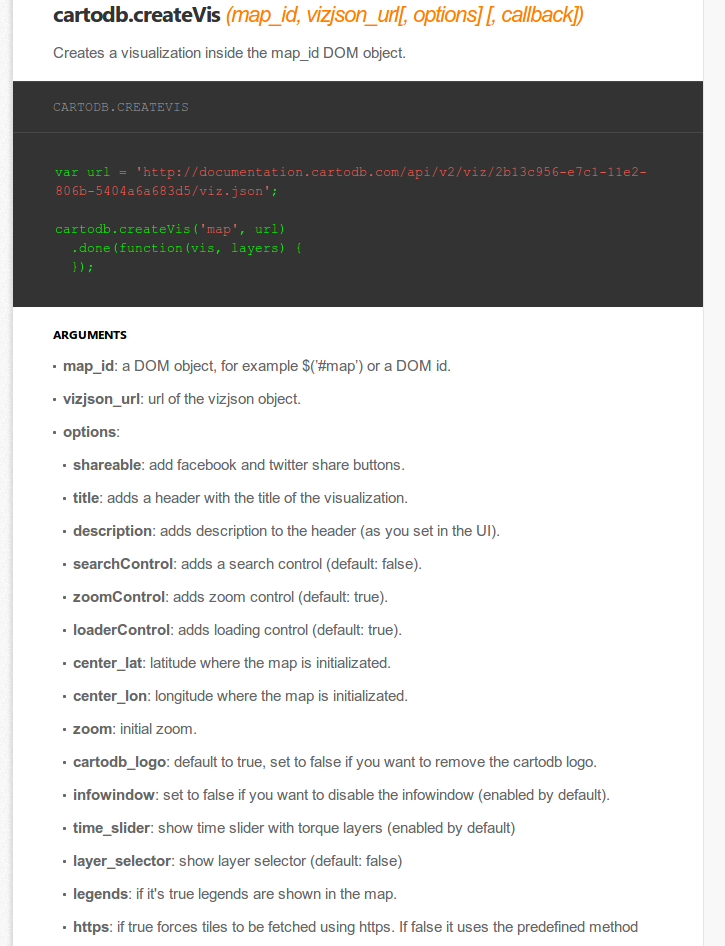 cartodb.createVis (map_id, vizjson_url[, options] [, callback])
Creates a visualization inside the map_id DOM object.
CARTODB.CREATEVIS
var url = 'http://documentation.cartodb.com/api/v2/viz/2b13c956-e7c1-11e2-
806b-5404a6a683d5/viz.json';
cartodb.createVis('map', url)
.done(function(vis, layers) {
});
ARGUMENTS
• map_id: a DOM object, for example $('#map') or a DOM id.
• vizjson_url: url of the vizjson object.
• options:
• shareable: add facebook and twitter share buttons.
• title: adds a header with the title of the visualization.
• description: adds description to the header (as you set in the UI).
• searchControl: adds a search control (default: false).
• zoomControl: adds zoom control (default: true).
• loaderControl: adds loading control (default: true).
• center_lat: latitude where the map is initializated.
• center_lon: longitude where the map is initializated.
• zoom: initial zoom.
• cartodb_logo: default to true, set to false if you want to remove the cartodb logo.
• infowindow: set to false if you want to disable the infowindow (enabled by default).
• time_slider: show time slider with torque layers (enabled by default)
• layer_selector: show layer selector (default: false)
• legends: if it's true legends are shown in the map.
• https: if true forces tiles to be fetched using https. If false it uses the predefined method